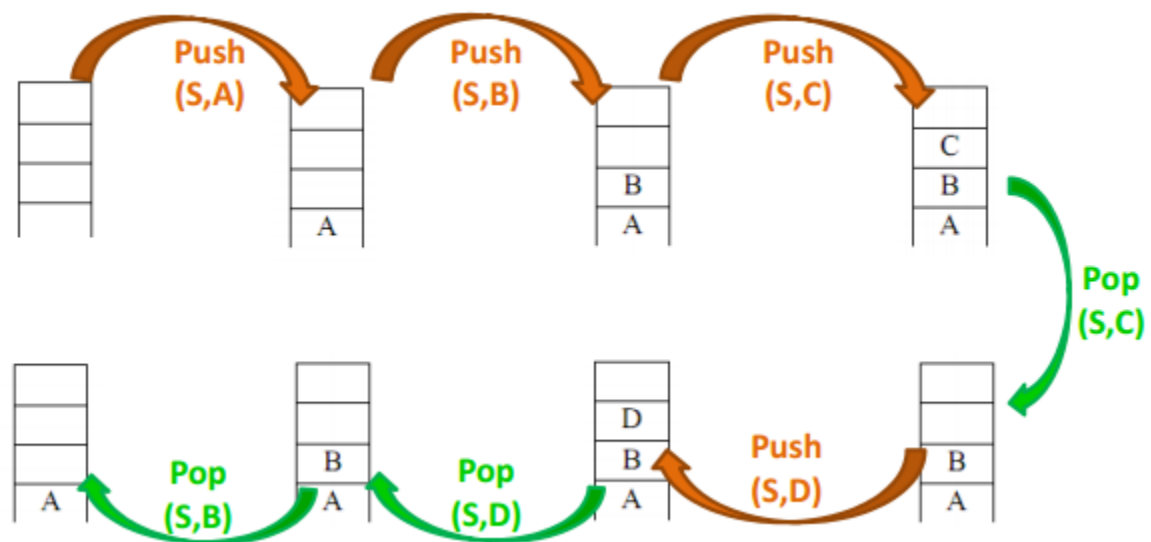 Push
(S,A)
Push
(S,B)
Push
(S,C)
A
B
A
C
B
A
Pop
(S,C)
B
A
Push
(S,D)
D
B
A
Pop
(S,D)
B
A
Pop
(S,B)
A